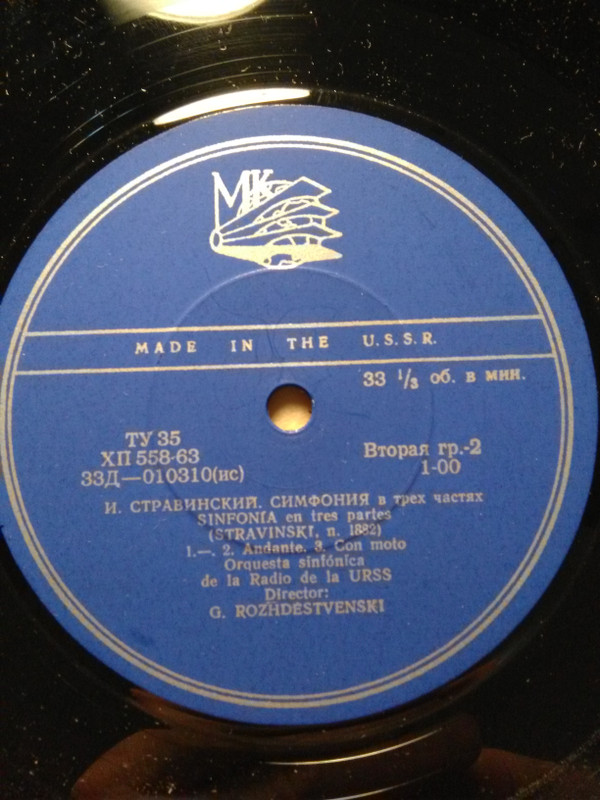 МК
MADE IN THE U.S.S.R.
33 ⅓ об. в мин.
ТУ 35
ХП 558-63
33Д—010310(ис)
Вторая гр.-2
1-00
И. СТРАВИНСКИЙ. СИМФОНИЯ в трех частях
SINFONIA en tres partes
(STRAVINSKI, n. 1882)
1.—. 2. Andante. 3. Con moto
Orquesta sinfónica
de la Radio de la URSS
Director:
G. ROZHDESTVENSKI